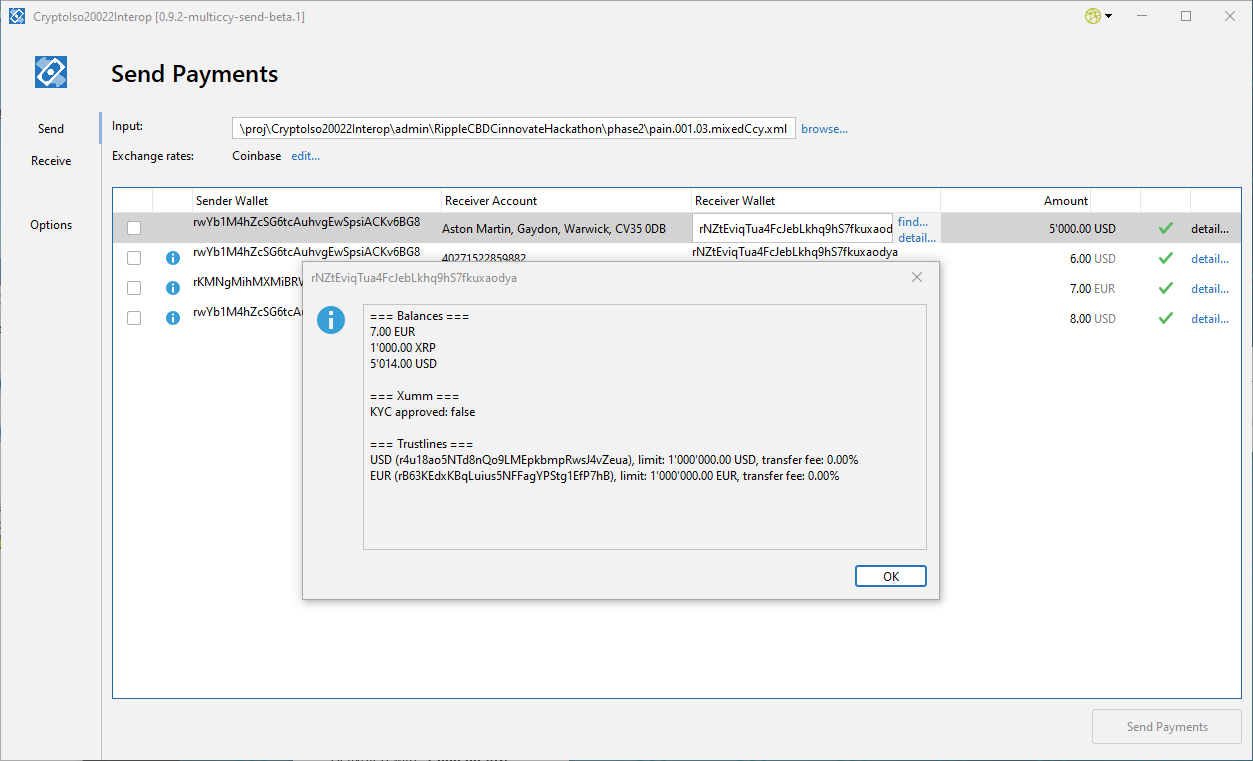 CryptoIso20022Interop [0.9.2-multiccy-send-beta.1]
Send Payments
Send
Receive
Options
Input:
\proj\CryptoIso20022Interop\admin\RippleCBDCinnovateHackathon\phase2\pain.001.03.mixedCcy.xml
browse...
Exchange rates:
Coinbase
edit...
Sender Wallet Receiver Account Receiver Wallet Amount
rwYb1M4hZcSG6tcAuhvgEwSpsiACKv6BG8 Aston Martin, Gaydon, Warwick, CV35 0DB rNZtEviqTua4FcJebLkhq9hS7fkuxaod find... detail... 5'000.00 USD detail...
rwYb1M4hZcSG6tcAuhvgEwSpsiACKv6BG8 40271522859882 rNZtEviqTua4FcJebLkhq9hS7fkuxaodya 6.00 USD detail...
rKMNgMihMXMiBRV 7.00 EUR detail...
rwYb1M4hZcSG6tcAu 8.00 USD detail...
rNZtEviqTua4FcJebLkhq9hS7fkuxaodya
=== Balances ===
7.00 EUR
1'000.00 XRP
5'014.00 USD
=== Xumm ===
KYC approved: false
=== Trustlines ===
USD (r4u18ao5NTd8nQo9LMEpkbmpRwsJ4vZeua), limit: 1'000'000.00 USD, transfer fee: 0.00%
EUR (rB63KEdxKBqLuius5NFFagYPStg1EfP7hB), limit: 1'000'000.00 EUR, transfer fee: 0.00%
OK
Send Payments